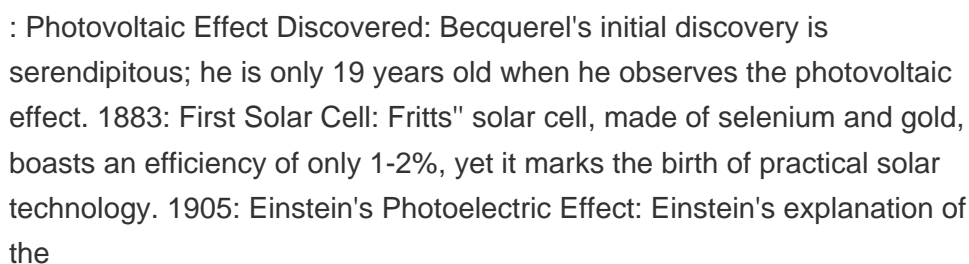 : Photovoltaic Effect Discovered: Becquerel's initial discovery is
serendipitous; he is only 19 years old when he observes the photovoltaic
effect. 1883: First Solar Cell: Fritts'' solar cell, made of selenium and gold,
boasts an efficiency of only 1-2%, yet it marks the birth of practical solar
technology. 1905: Einstein's Photoelectric Effect: Einstein's explanation of
the